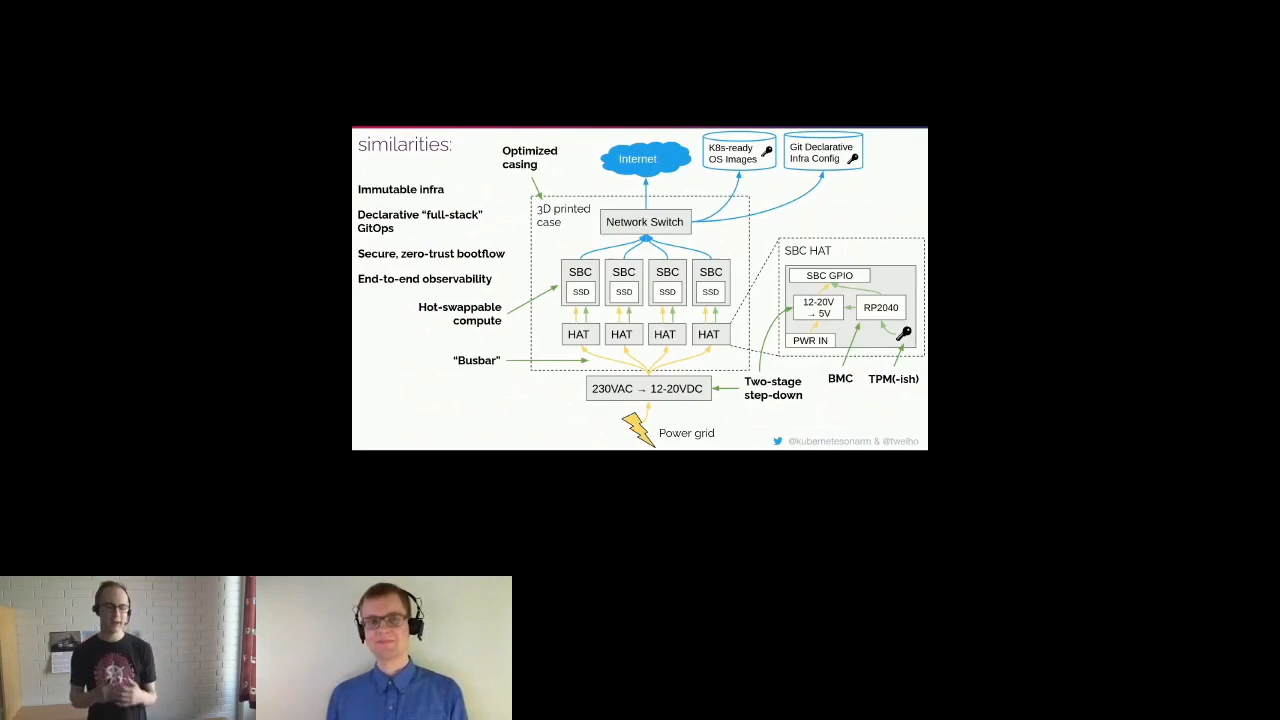 similarities:
Optimized
casing
Internet
K8s-ready
OS Images
Git Declarative
Infra Config
Immutable infra
Declarative “full-stack”
GitOps
Secure, zero-trust bootflow
End-to-end observability
Hot-swappable
compute
“Busbar”
3D printed
case
Network Switch
SBC
SSD
SBC
SSD
SBC
SSD
SBC
SSD
HAT
HAT
HAT
HAT
230VAC → 12-20VDC
Power grid
SBC HAT
SBC GPIO
12-20V
→ 5V
RP2040
PWR IN
Two-stage
step-down
BMC
TPM(-ish)
@kubernetesonarm & @twelho